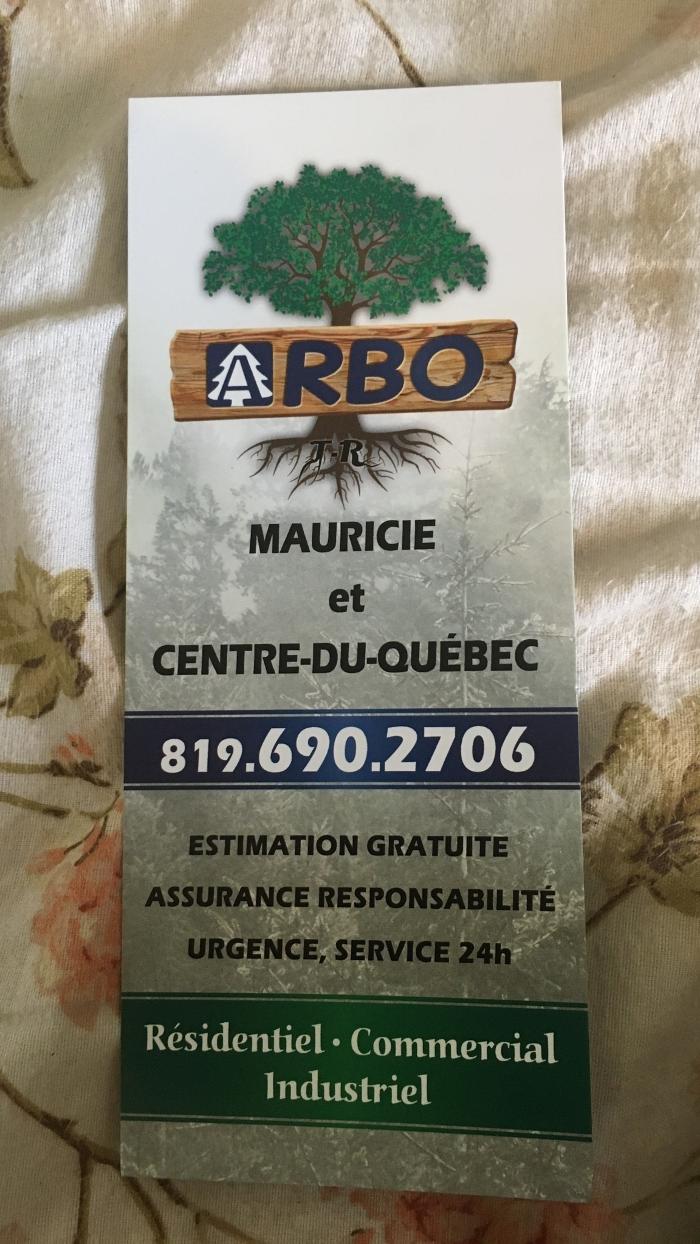 ARBO
T-R
MAURICIE
et
CENTRE-DU-QUÉBEC
819.690.2706
ESTIMATION GRATUITE
ASSURANCE RESPONSABILITÉ
URGENCE, SERVICE 24h
Résidentiel • Commercial
Industriel